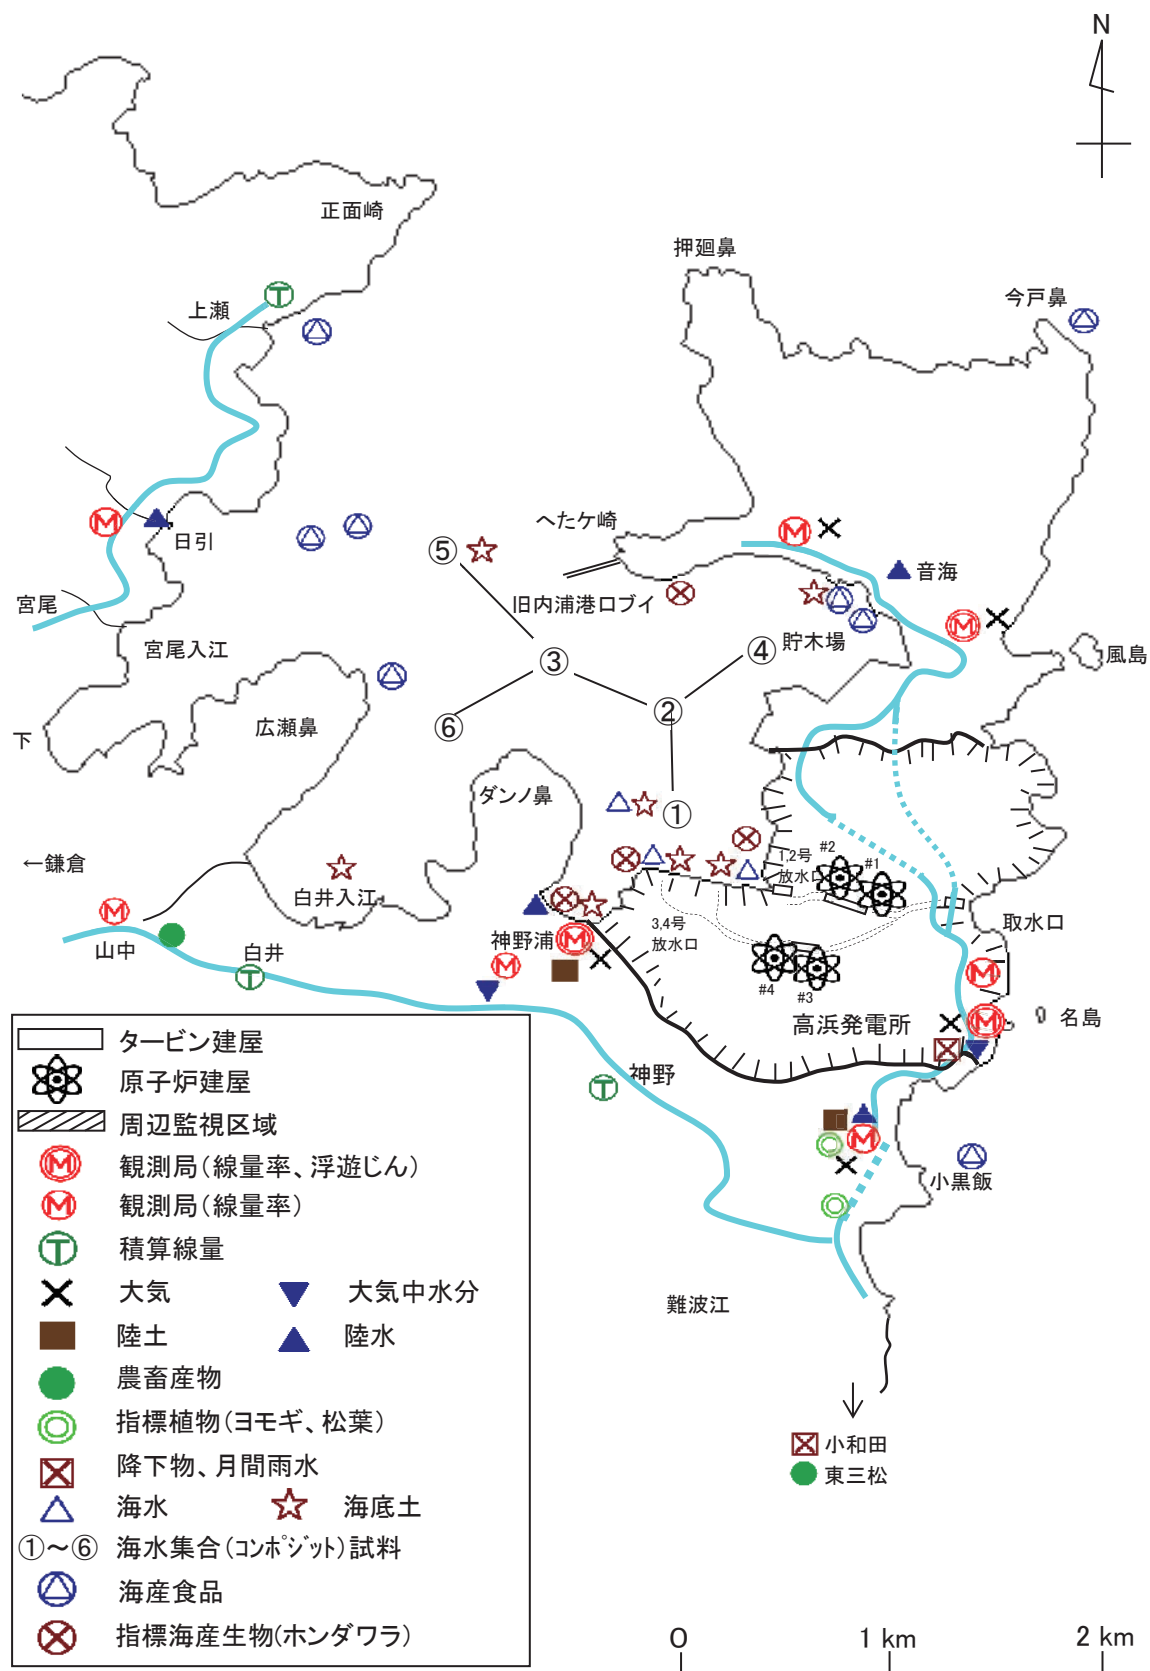 N
正面崎
押廻鼻
今戸鼻
上瀬
へたケ崎
日引
音海
宮尾
旧内浦港口ブイ
宮尾入江
貯木場
風島
広瀬鼻
下
⑤
③
④
②
⑥
①
ダンノ鼻
←鎌倉
1,2号
放水口
#2
#1
白井入江
取水口
神野浦
3,4号
放水口
山中
白井
#4
#3
高浜発電所
名島
神野
小黒飯
難波江
小和田
東三松
タービン建屋
原子炉建屋
周辺監視区域
観測局(線量率、浮遊じん)
観測局(線量率)
積算線量
大気 大気中水分
陸土 陸水
農畜産物
指標植物(ヨモギ、松葉)
降下物、月間雨水
海水 海底土
①～⑥ 海水集合(コンポジット)試料
海産食品
指標海産生物(ホンダワラ)
0 1 km 2 km